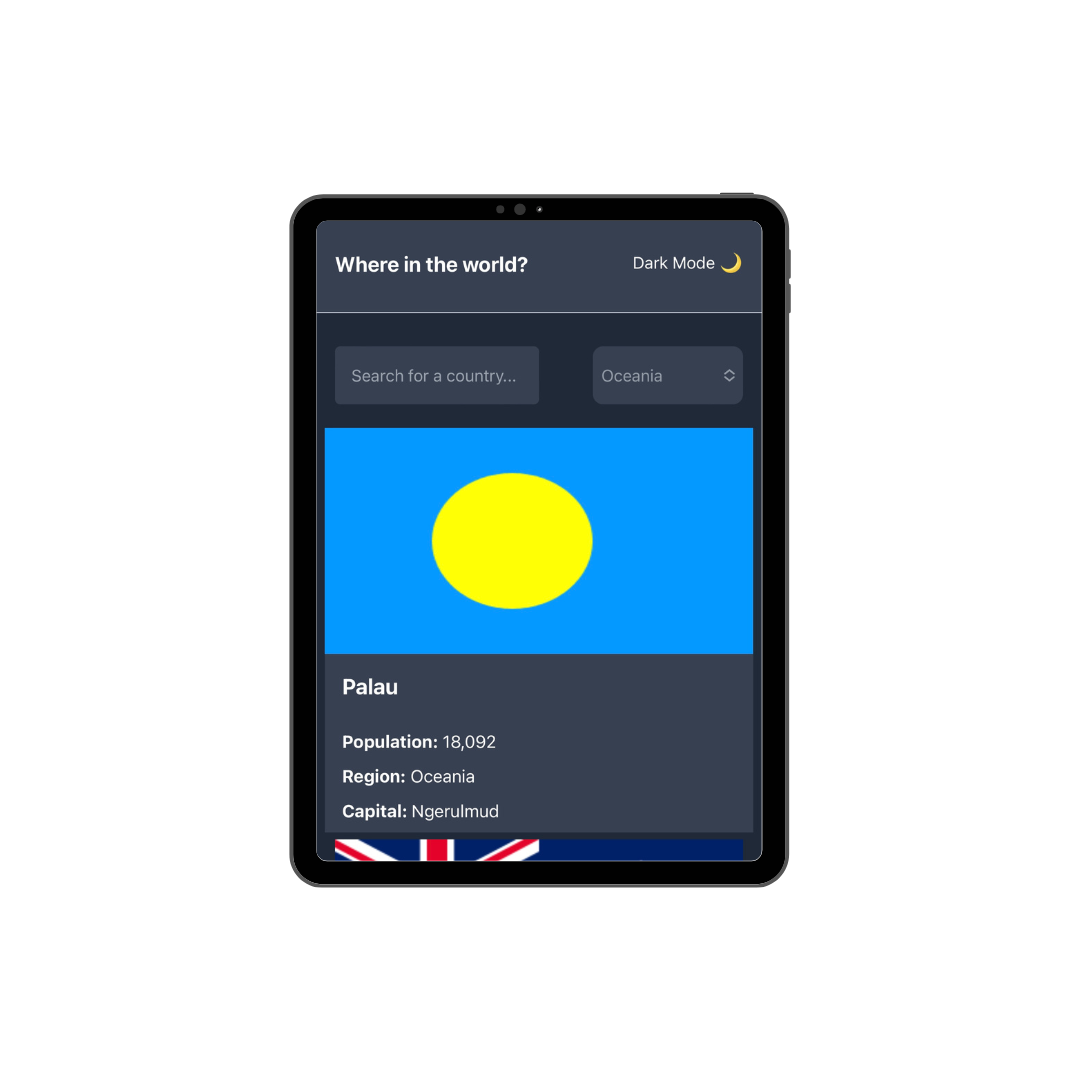 Where in the world?
Dark Mode 🌙
Search for a country...
Oceania
Palau
Population: 18,092
Region: Oceania
Capital: Ngerulmud